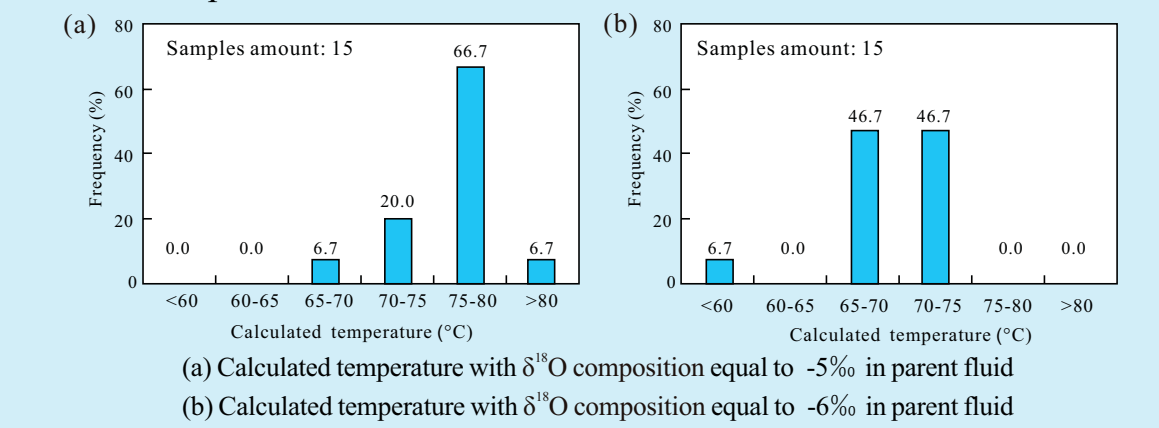 (a)
80
60
40
20
0
Frequency (%)
Samples amount: 15
0.0
0.0
6.7
20.0
66.7
6.7
<60 60-65 65-70 70-75 75-80 >80
Calculated temperature (°C)
(b)
80
60
40
20
0
Frequency (%)
Samples amount: 15
6.7
0.0
46.7
46.7
0.0
0.0
<60 60-65 65-70 70-75 75-80 >80
Calculated temperature (°C)
(a) Calculated temperature with δ¹⁸O composition equal to -5‰ in parent fluid
(b) Calculated temperature with δ¹⁸O composition equal to -6‰ in parent fluid